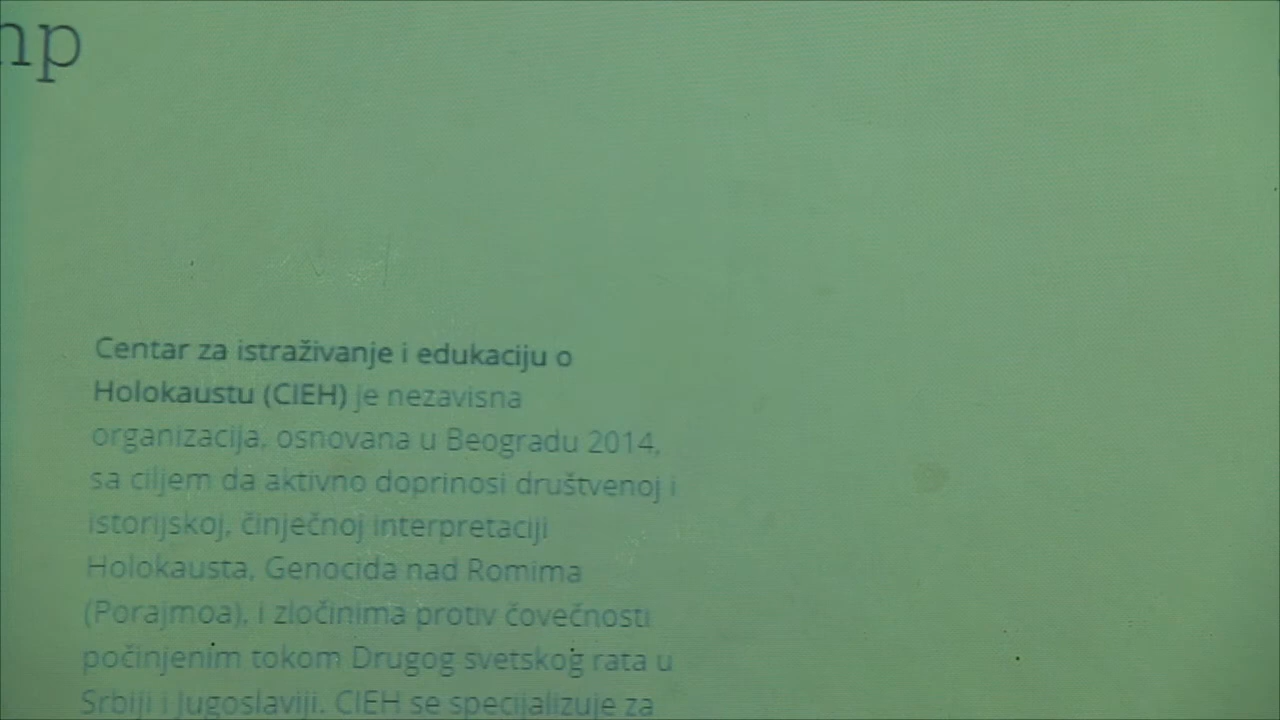 mp
Centar za istraživanje i edukaciju o
Holokaustu (CIEH) je nezavisna
organizacija, osnovana u Beogradu 2014,
sa ciljem da aktivno doprinosi društvenoj i
istorijskoj, činječnoj interpretaciji
Holokausta, Genocida nad Romima
(Porajmoa), i zločinima protiv čovečnosti
počinjenim tokom Drugog svetskog rata u
Srbiji i Jugoslaviji. CIEH se specijalizuje za